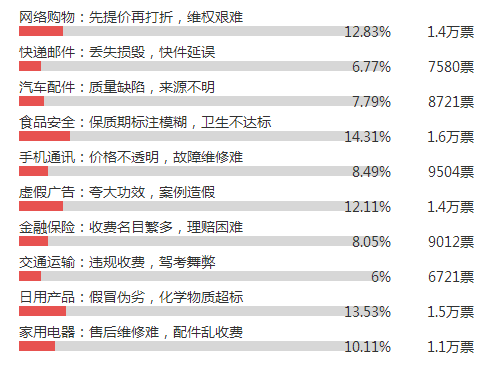 网络购物：先提价再打折，维权艰难
12.83% 1.4万票
快递邮件：丢失损毁，快件延误
6.77% 7580票
汽车配件：质量缺陷，来源不明
7.79% 8721票
食品安全：保质期标注模糊，卫生不达标
14.31% 1.6万票
手机通讯：价格不透明，故障维修难
8.49% 9504票
虚假广告：夸大功效，案例造假
12.11% 1.4万票
金融保险：收费名目繁多，理赔困难
8.05% 9012票
交通运输：违规收费，驾考舞弊
6% 6721票
日用产品：假冒伪劣，化学物质超标
13.53% 1.5万票
家用电器：售后维修难，配件乱收费
10.11% 1.1万票